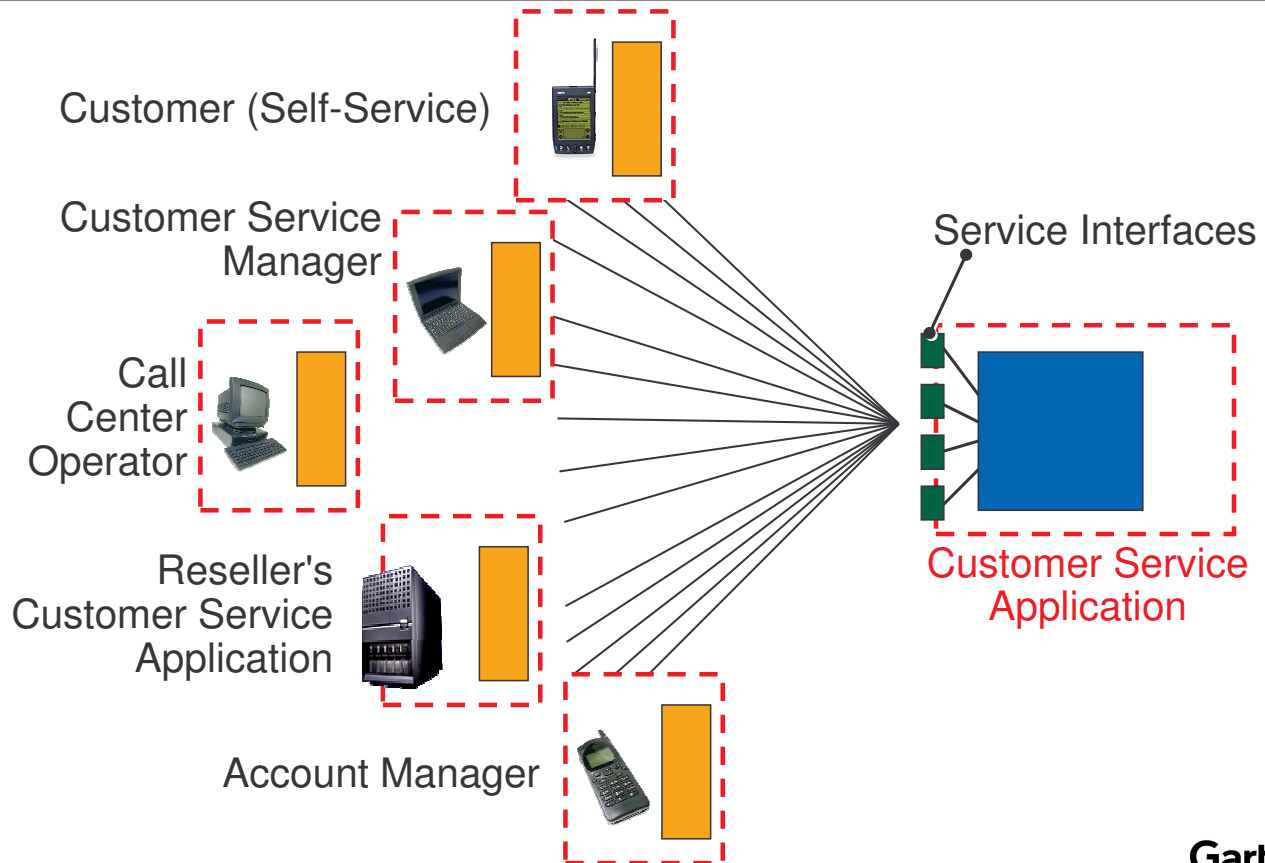 Customer (Self-Service)
Customer Service
Manager
Service Interfaces
Call
Center
Operator
Customer Service
Application
Reseller's
Customer Service
Application
Account Manager